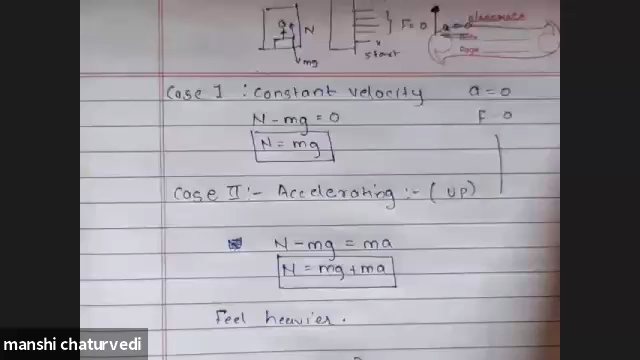 N
mg
F = 0
start
a = 0
Case I : constant velocity a = 0
N - mg = 0 F = 0
N = mg
Case II :- Accelerating :- ( UP )
N - mg = ma
N = mg + ma
Feel heavier.
manshi chaturvedi